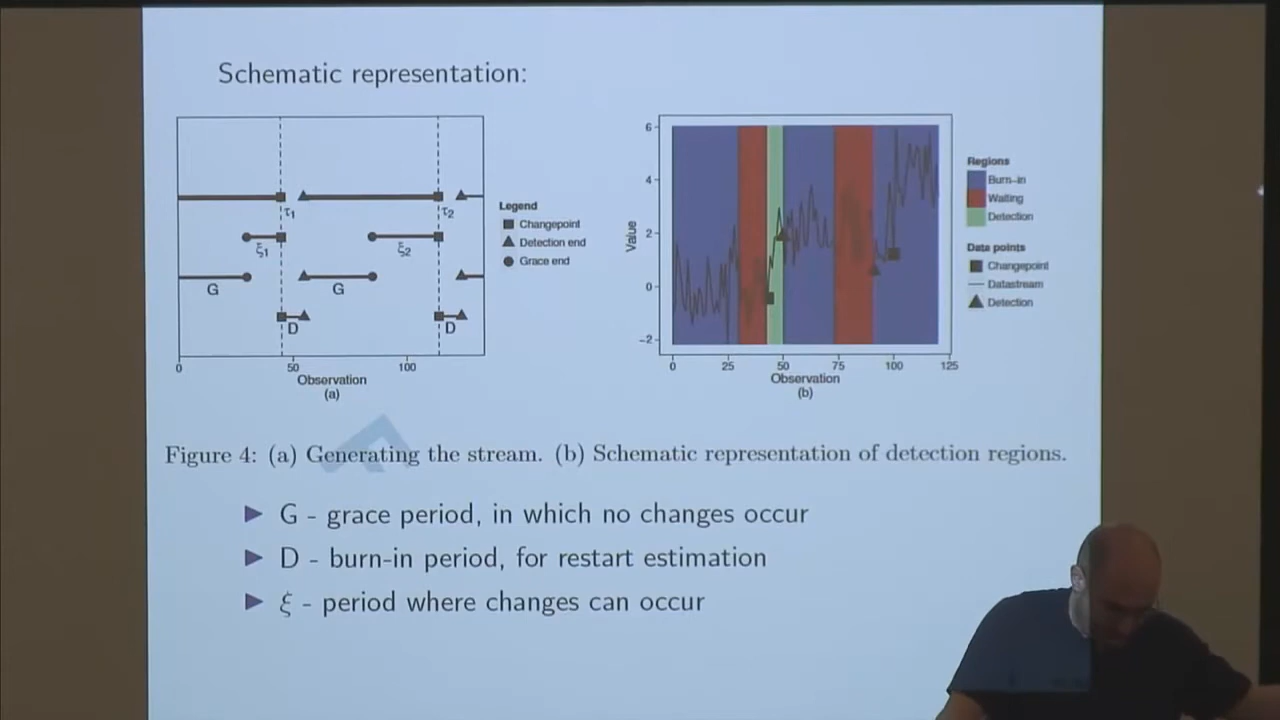 Schematic representation:
τ1
τ2
ξ1
ξ2
G
G
D
D
0
50
100
Observation
(a)
Legend
Changepoint
Detection end
Grace end
6
4
2
0
−2
Value
0
25
50
75
100
125
Observation
(b)
Regions
Burn−in
Waiting
Detection
Data points
Changepoint
Datastream
Detection
Figure 4: (a) Generating the stream. (b) Schematic representation of detection regions.
G - grace period, in which no changes occur
D - burn-in period, for restart estimation
ξ - period where changes can occur